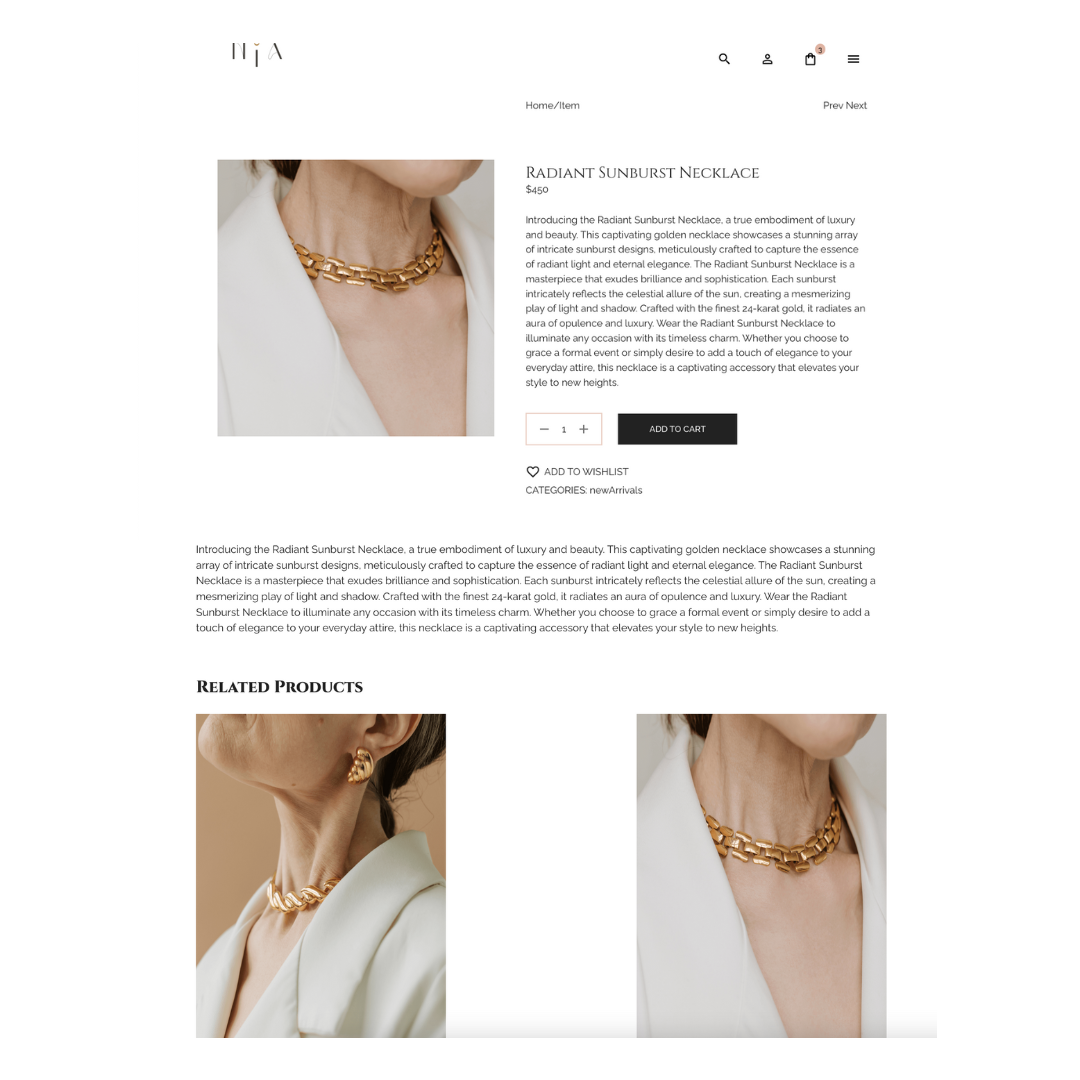 NiA
3
Home/Item
Prev Next
Radiant Sunburst Necklace
$450
Introducing the Radiant Sunburst Necklace, a true embodiment of luxury
and beauty. This captivating golden necklace showcases a stunning array
of intricate sunburst designs, meticulously crafted to capture the essence
of radiant light and eternal elegance. The Radiant Sunburst Necklace is a
masterpiece that exudes brilliance and sophistication. Each sunburst
intricately reflects the celestial allure of the sun, creating a mesmerizing
play of light and shadow. Crafted with the finest 24-karat gold, it radiates an
aura of opulence and luxury. Wear the Radiant Sunburst Necklace to
illuminate any occasion with its timeless charm. Whether you choose to
grace a formal event or simply desire to add a touch of elegance to your
everyday attire, this necklace is a captivating accessory that elevates your
style to new heights.
— 1 +
ADD TO CART
ADD TO WISHLIST
CATEGORIES: newArrivals
Introducing the Radiant Sunburst Necklace, a true embodiment of luxury and beauty. This captivating golden necklace showcases a stunning
array of intricate sunburst designs, meticulously crafted to capture the essence of radiant light and eternal elegance. The Radiant Sunburst
Necklace is a masterpiece that exudes brilliance and sophistication. Each sunburst intricately reflects the celestial allure of the sun, creating a
mesmerizing play of light and shadow. Crafted with the finest 24-karat gold, it radiates an aura of opulence and luxury. Wear the Radiant
Sunburst Necklace to illuminate any occasion with its timeless charm. Whether you choose to grace a formal event or simply desire to add a
touch of elegance to your everyday attire, this necklace is a captivating accessory that elevates your style to new heights.
Related Products